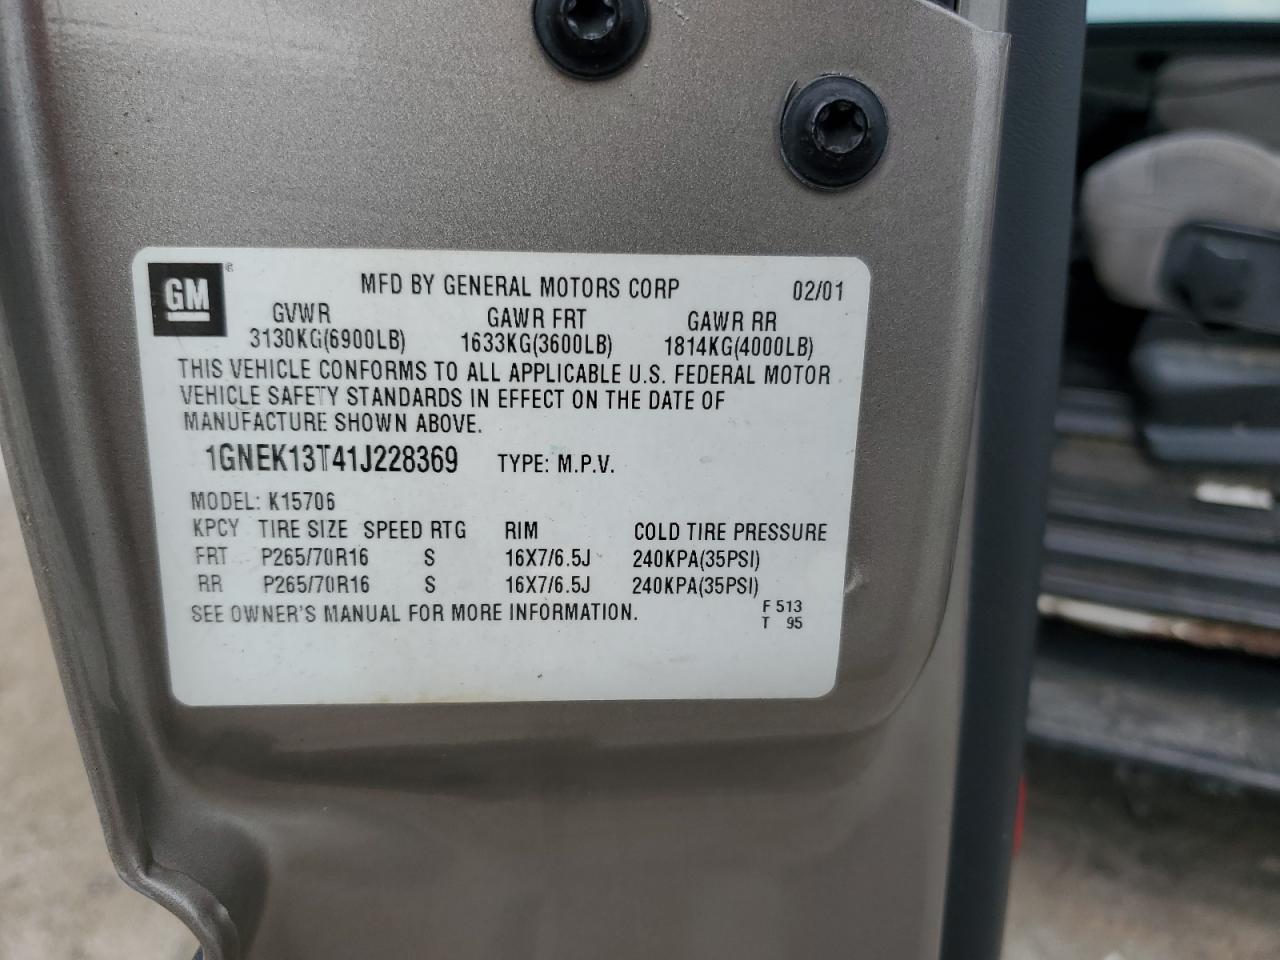 GM® MFD BY GENERAL MOTORS CORP 02/01
GVWR GAWR FRT GAWR RR
3130KG(6900LB) 1633KG(3600LB) 1814KG(4000LB)
THIS VEHICLE CONFORMS TO ALL APPLICABLE U.S. FEDERAL MOTOR
VEHICLE SAFETY STANDARDS IN EFFECT ON THE DATE OF
MANUFACTURE SHOWN ABOVE.
1GNEK13T41J228369 TYPE: M.P.V.
MODEL: K15706
KPCY TIRE SIZE SPEED RTG RIM COLD TIRE PRESSURE
FRT P265/70R16 S 16X7/6.5J 240KPA(35PSI)
RR P265/70R16 S 16X7/6.5J 240KPA(35PSI)
SEE OWNER'S MANUAL FOR MORE INFORMATION. F 513
T 95